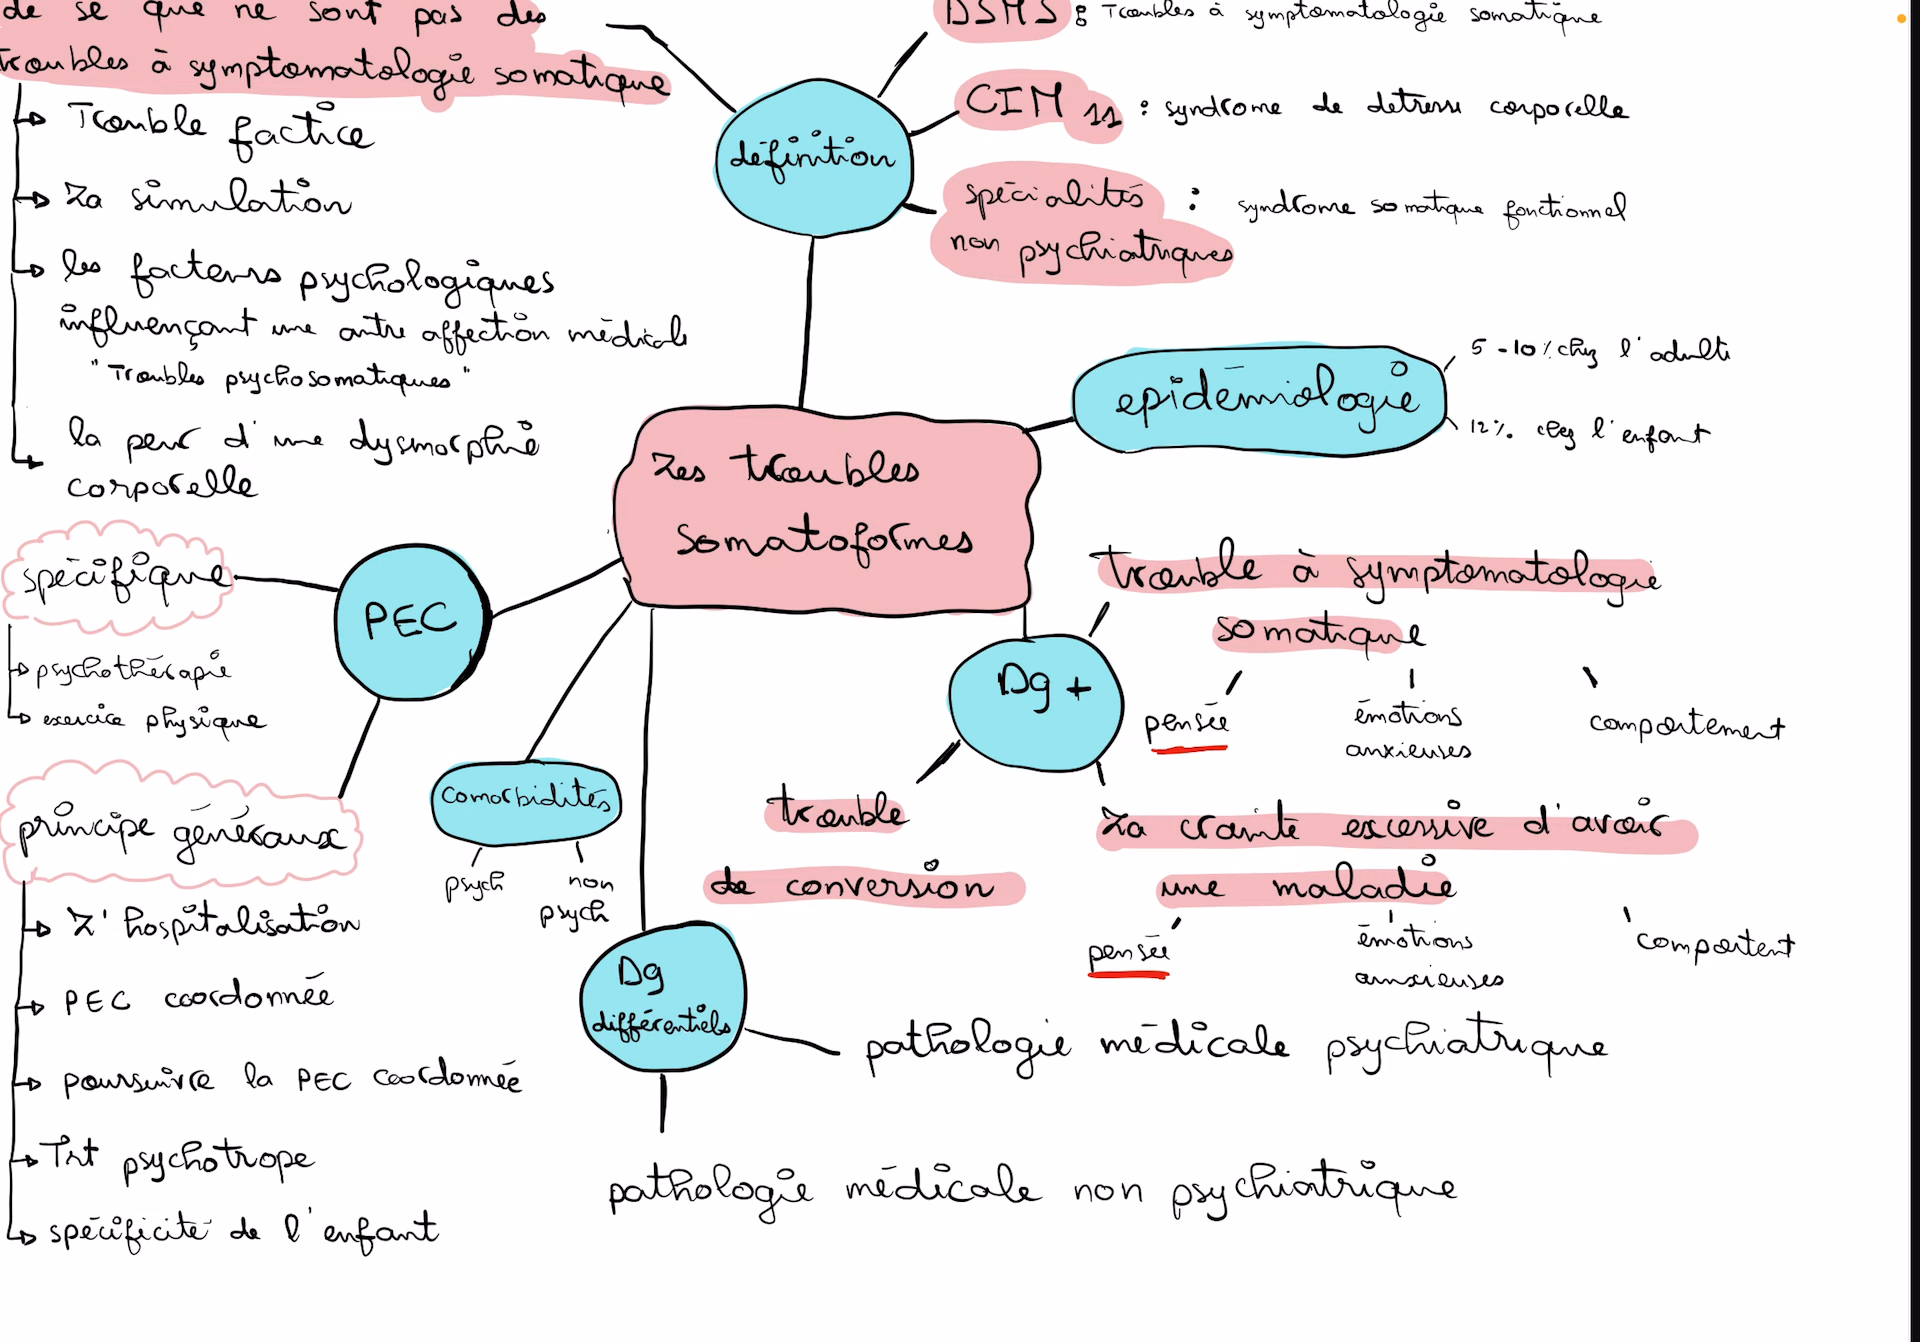 de se que ne sont pas des
troubles à symptomatologie somatique
Trouble factice
La simulation
les facteurs psychologiques
influençant une autre affection médicale
"Troubles psychosomatiques"
la peur d'une dysmorphie
corporelle
définition
DSM5 : Troubles à symptomatologie somatique
CIM 11 : syndrome de detresse corporelle
spécialités : syndrome somatique fonctionnel
non psychiatriques
epidémiologie
5-10% chez l'adulte
12% chez l'enfant
Les troubles
somatoformes
spécifique
psychothérapie
exercice physique
PEC
principe généraux
L'hospitalisation
PEC coordonnée
poursuivre la PEC coordonnée
Trt psychotrope
spécificité de l'enfant
comorbidités
psych
non
psych
Dg +
trouble à symptomatologie
somatique
pensée
émotions
anxieuses
comportement
trouble
de conversion
La crainte excessive d'avoir
une maladie
pensée
émotions
anxieuses
comportent
Dg
différentiels
pathologie médicale psychiatrique
pathologie médicale non psychiatrique